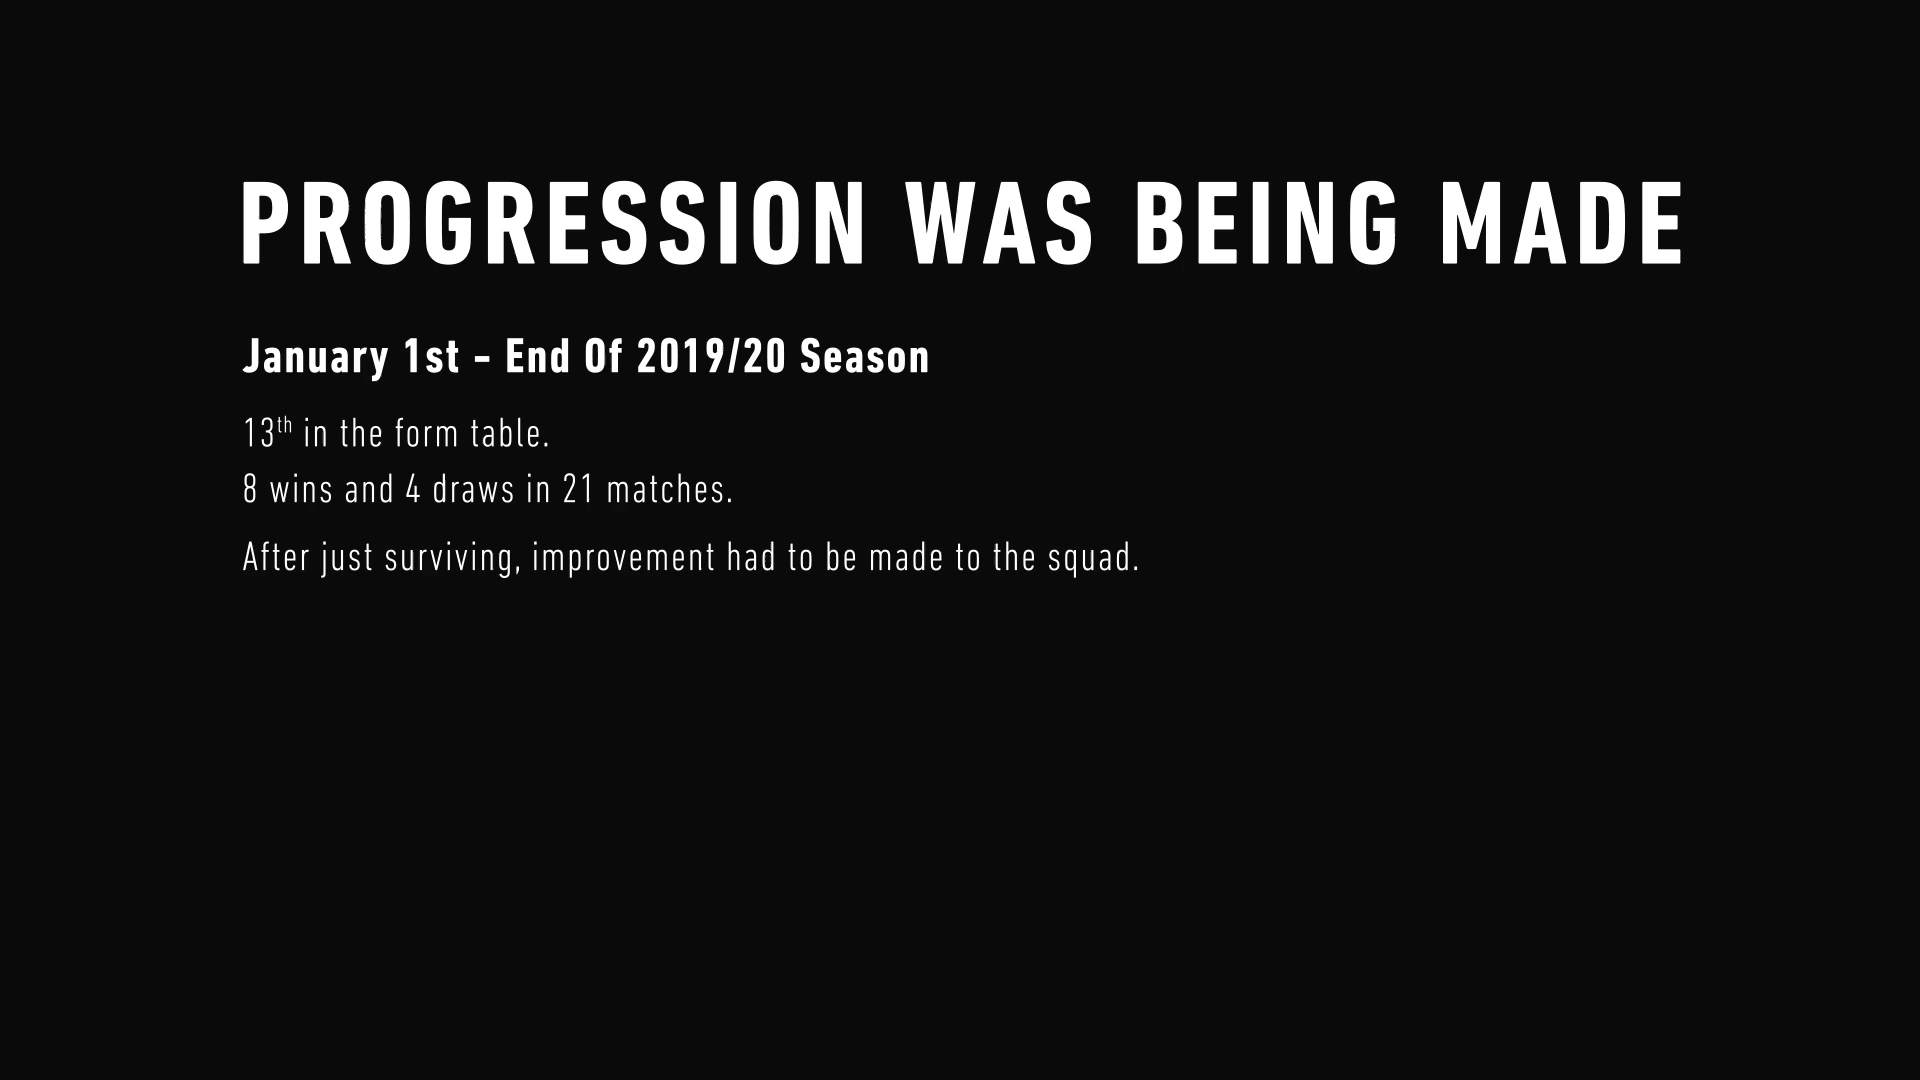 PROGRESSION WAS BEING MADE
January 1st - End Of 2019/20 Season
13th in the form table.
8 wins and 4 draws in 21 matches.
After just surviving, improvement had to be made to the squad.